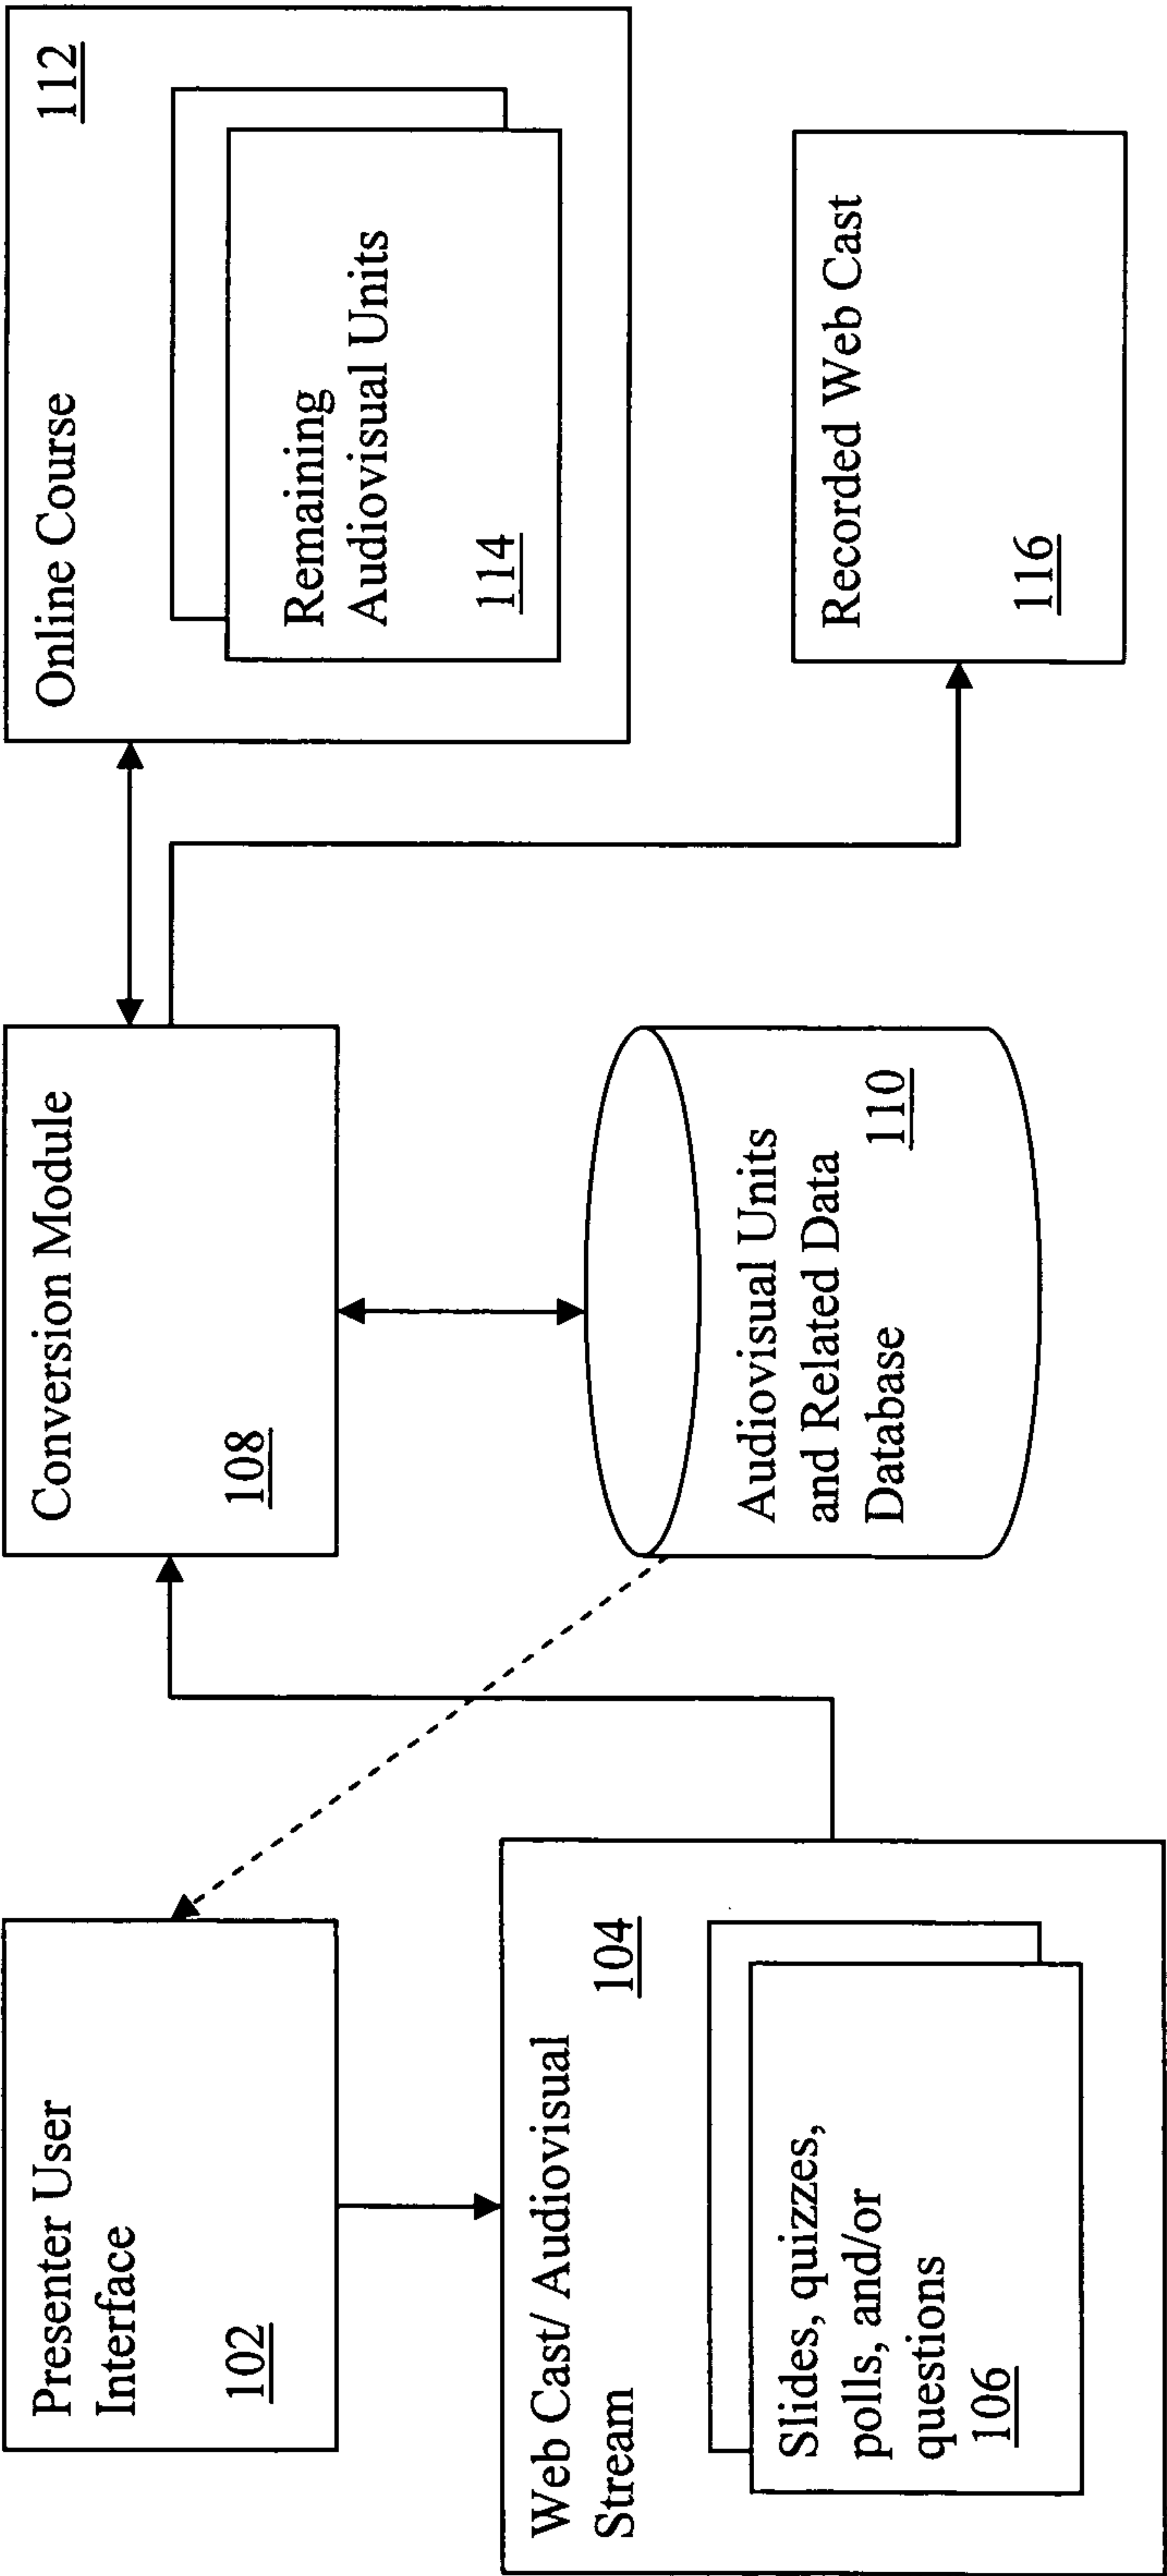 Presenter User
Interface
102
Web Cast/ Audiovisual
Stream
104
Slides, quizzes,
polls, and/or
questions
106
Conversion Module
108
Audiovisual Units
and Related Data
Database
110
Online Course
112
Remaining
Audiovisual Units
114
Recorded Web Cast
116